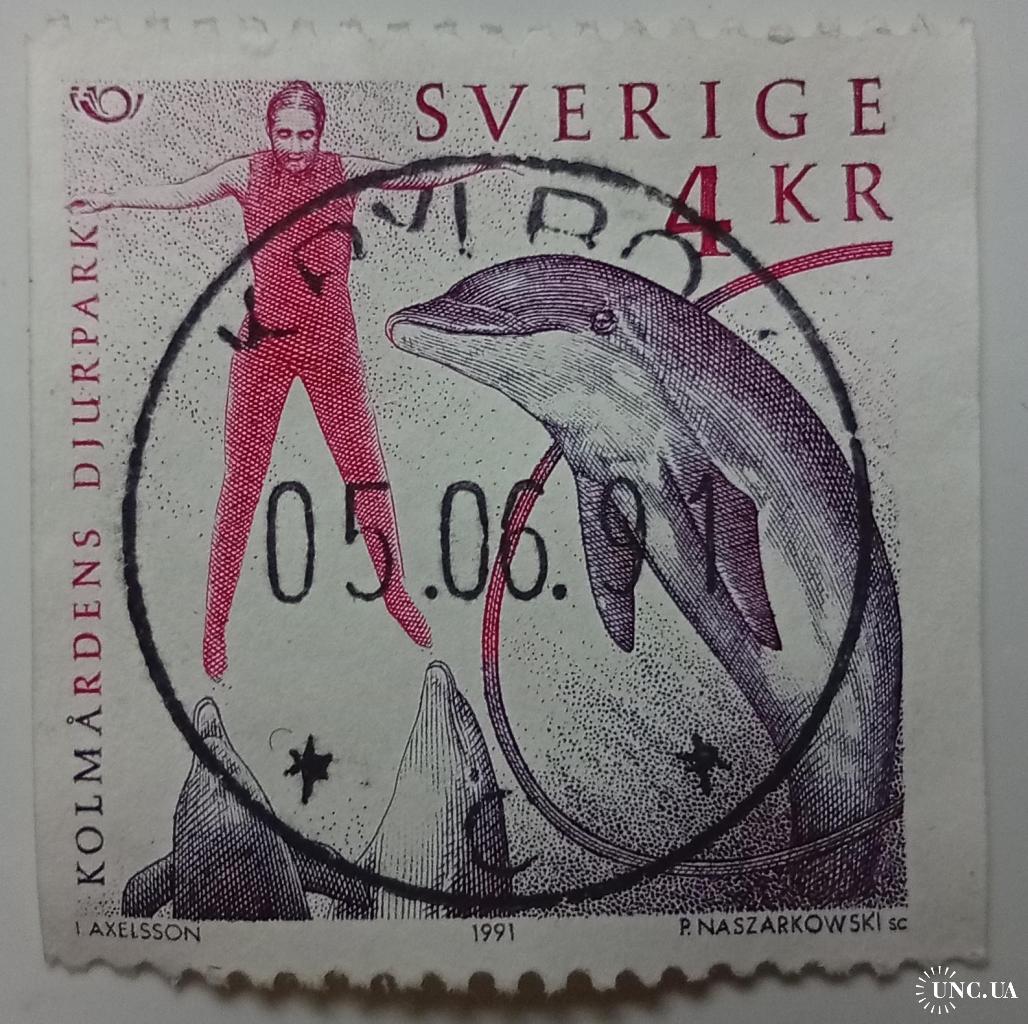 SVERIGE
4 KR
KOLMÅRDENS DJURPARK
05.06.91
C
I AXELSSON
1991
P. NASZARKOWSKI SC
UNC.UA